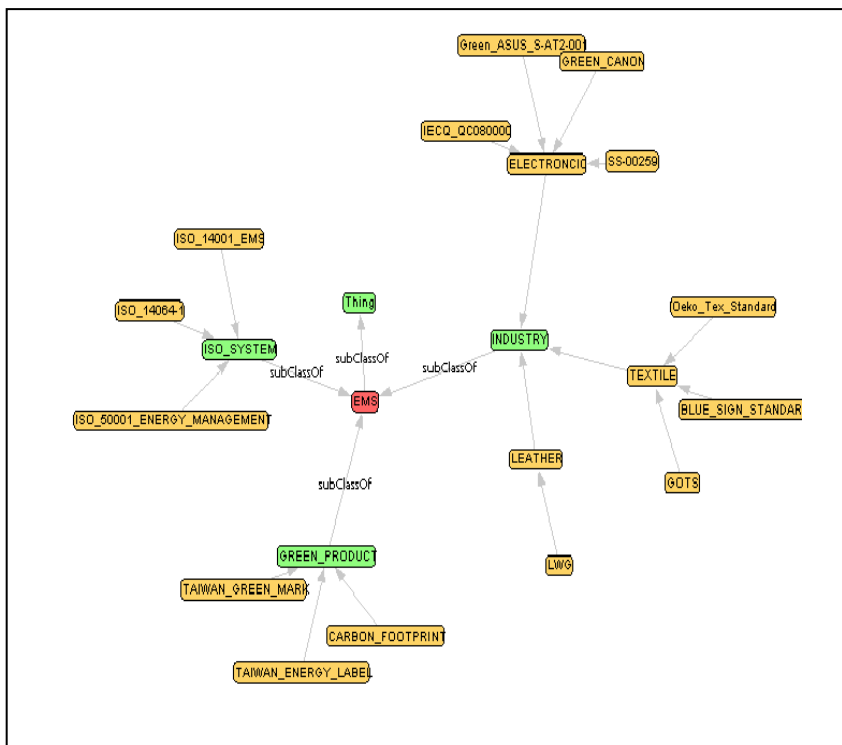 Green_ASUS_S-AT2-001
GREEN_CANON
IECQ_QC080000
ELECTRONCIC
SS-00259
ISO_14001_EMS
Thing
ISO_14064-1
Oeko_Tex_Standard
INDUSTRY
ISO_SYSTEM
subClassOf
subClassOf
subClassOf
TEXTILE
EMS
BLUE_SIGN_STANDAR
ISO_50001_ENERGY_MANAGEMENT
LEATHER
GOTS
subClassOf
GREEN_PRODUCT
LWG
TAIWAN_GREEN_MARK
CARBON_FOOTPRINT
TAIWAN_ENERGY_LABEL